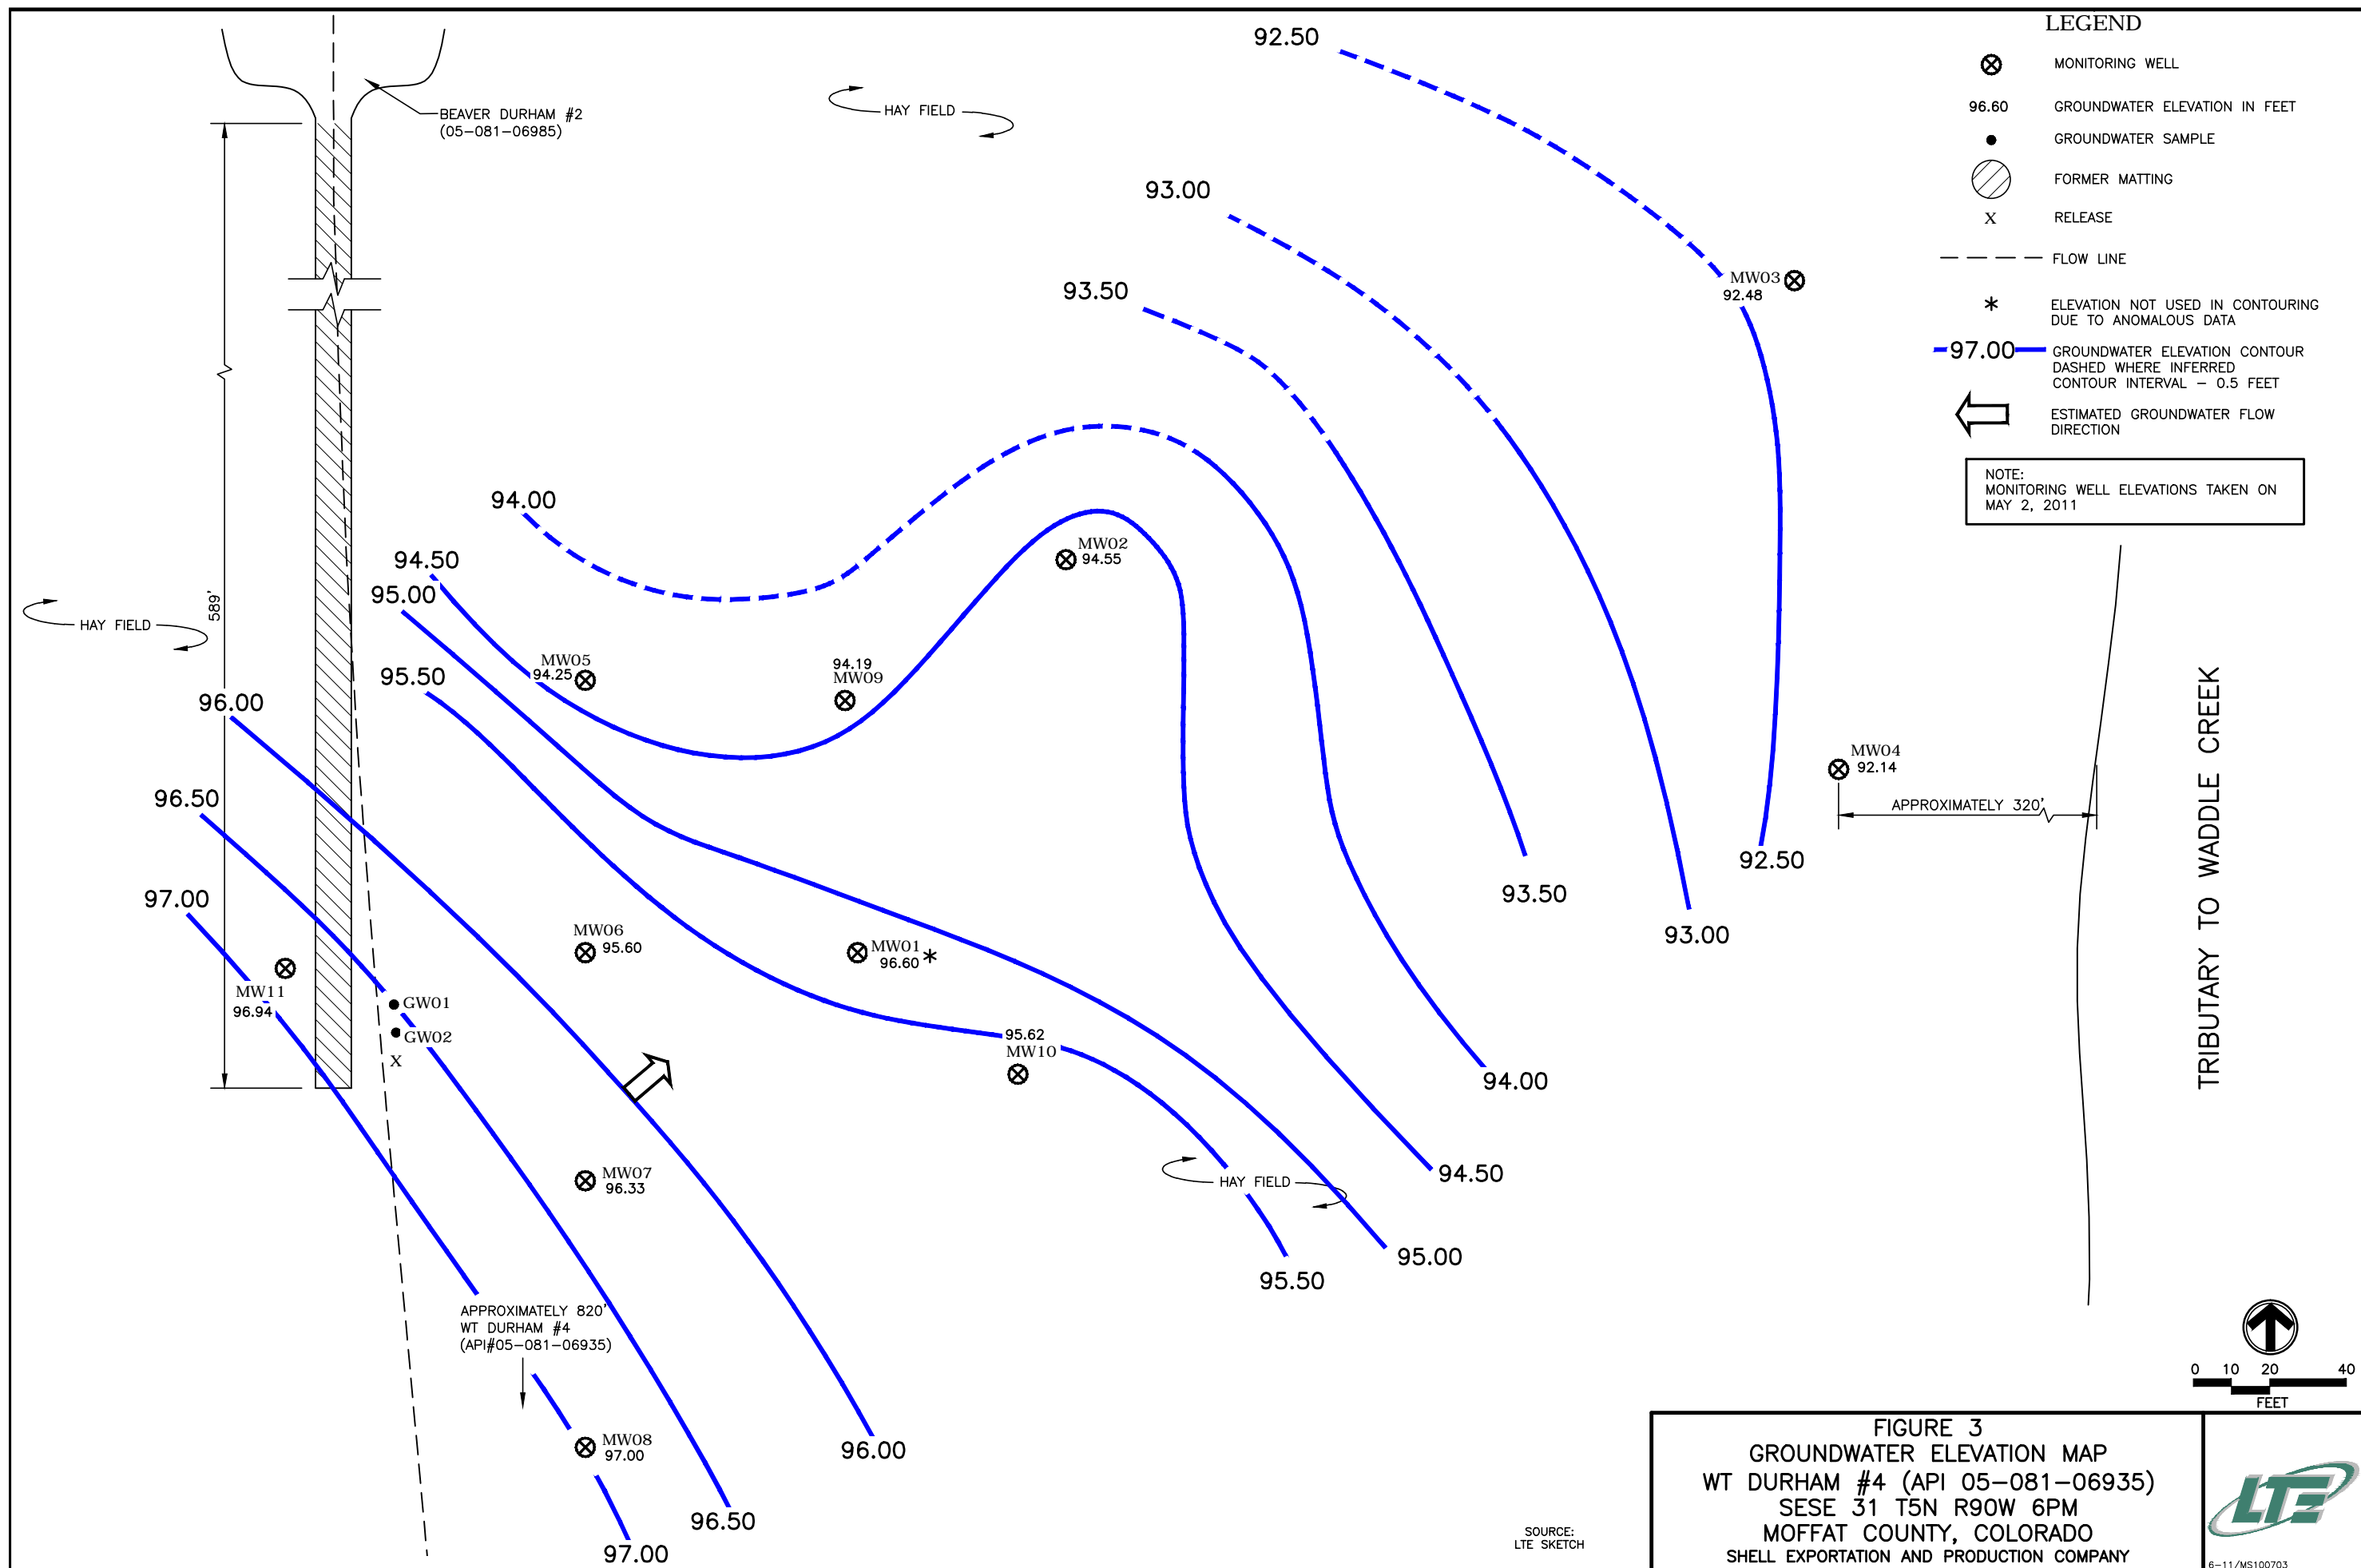 LEGEND
MONITORING WELL
96.60 GROUNDWATER ELEVATION IN FEET
GROUNDWATER SAMPLE
FORMER MATTING
X RELEASE
FLOW LINE
* ELEVATION NOT USED IN CONTOURING
DUE TO ANOMALOUS DATA
97.00 GROUNDWATER ELEVATION CONTOUR
DASHED WHERE INFERRED
CONTOUR INTERVAL – 0.5 FEET
ESTIMATED GROUNDWATER FLOW
DIRECTION
NOTE:
MONITORING WELL ELEVATIONS TAKEN ON
MAY 2, 2011
BEAVER DURHAM #2
(05-081-06985)
HAY FIELD
92.50
93.00
93.50
MW03
92.48
94.00
94.50
95.00
95.50
96.00
96.50
97.00
589'
HAY FIELD
MW05
94.25
94.19
MW09
MW02
94.55
MW04
92.14
APPROXIMATELY 320'
TRIBUTARY TO WADDLE CREEK
92.50
93.50
93.00
MW06
95.60
MW01
96.60 *
MW11
96.94
GW01
GW02
X
95.62
MW10
94.00
MW07
96.33
HAY FIELD
94.50
95.00
95.50
APPROXIMATELY 820'
WT DURHAM #4
(API#05-081-06935)
MW08
97.00
96.00
96.50
97.00
0 10 20 40
FEET
SOURCE:
LTE SKETCH
FIGURE 3
GROUNDWATER ELEVATION MAP
WT DURHAM #4 (API 05-081-06935)
SESE 31 T5N R90W 6PM
MOFFAT COUNTY, COLORADO
SHELL EXPORTATION AND PRODUCTION COMPANY
LTE
6-11/MS100703